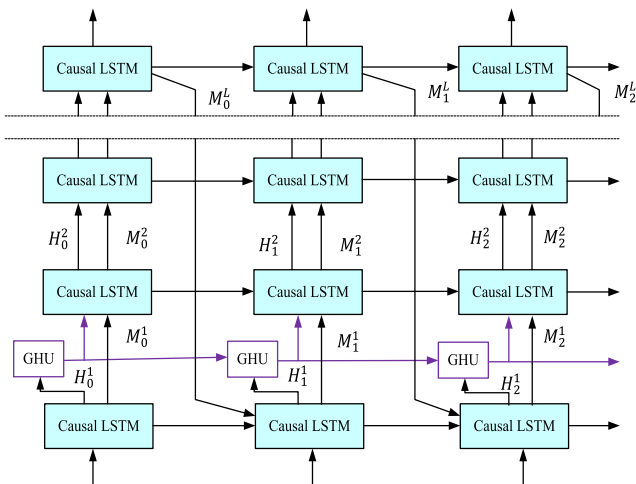 Causal LSTM Causal LSTM Causal LSTM
M_0^L M_1^L M_2^L
Causal LSTM Causal LSTM Causal LSTM
H_0^2 M_0^2 H_1^2 M_1^2 H_2^2 M_2^2
Causal LSTM Causal LSTM Causal LSTM
M_0^1 M_1^1 M_2^1
GHU GHU GHU
H_0^1 H_1^1 H_2^1
Causal LSTM Causal LSTM Causal LSTM